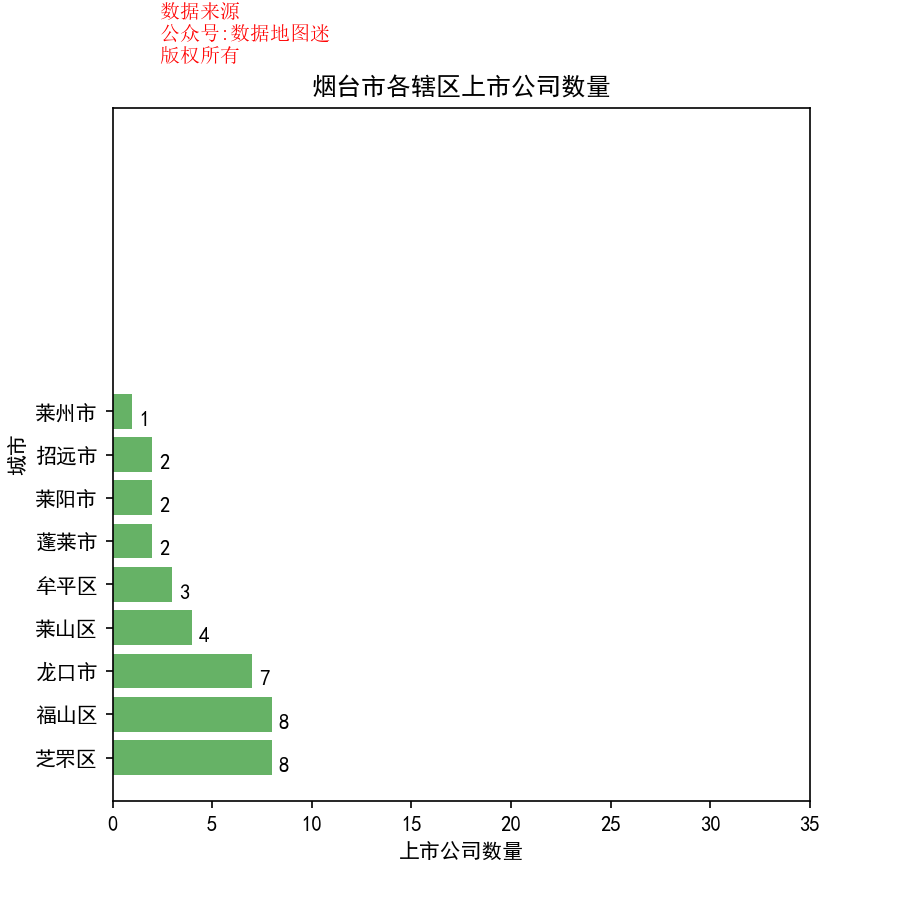 数据来源
公众号:数据地图迷
版权所有
烟台市各辖区上市公司数量
城市
莱州市 1
招远市 2
莱阳市 2
蓬莱市 2
牟平区 3
莱山区 4
龙口市 7
福山区 8
芝罘区 8
0 5 10 15 20 25 30 35
上市公司数量